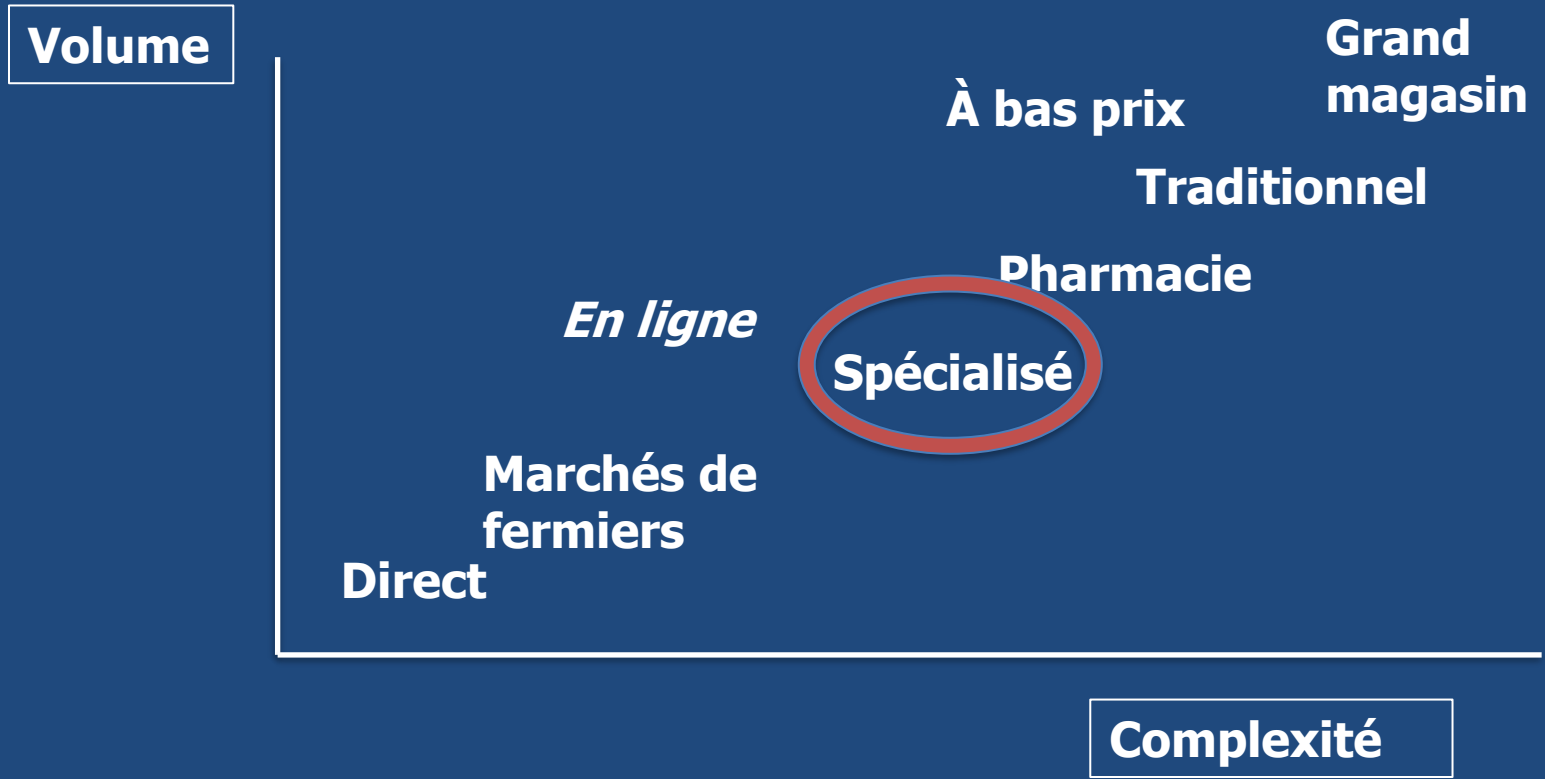 Volume
Grand
magasin
À bas prix
Traditionnel
Pharmacie
En ligne
Spécialisé
Marchés de
fermiers
Direct
Complexité